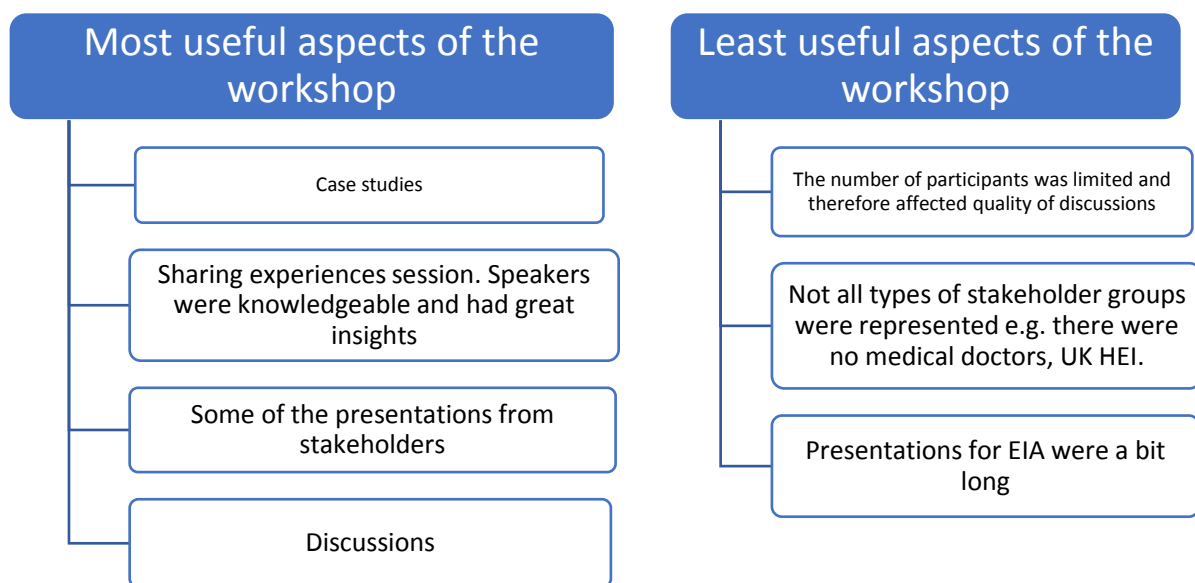 Most useful aspects of the
workshop
Case studies
Sharing experiences session. Speakers
were knowledgeable and had great
insights
Some of the presentations from
stakeholders
Discussions
Least useful aspects of the
workshop
The number of participants was limited and
therefore affected quality of discussions
Not all types of stakeholder groups
were represented e.g. there were
no medical doctors, UK HEI.
Presentations for EIA were a bit
long